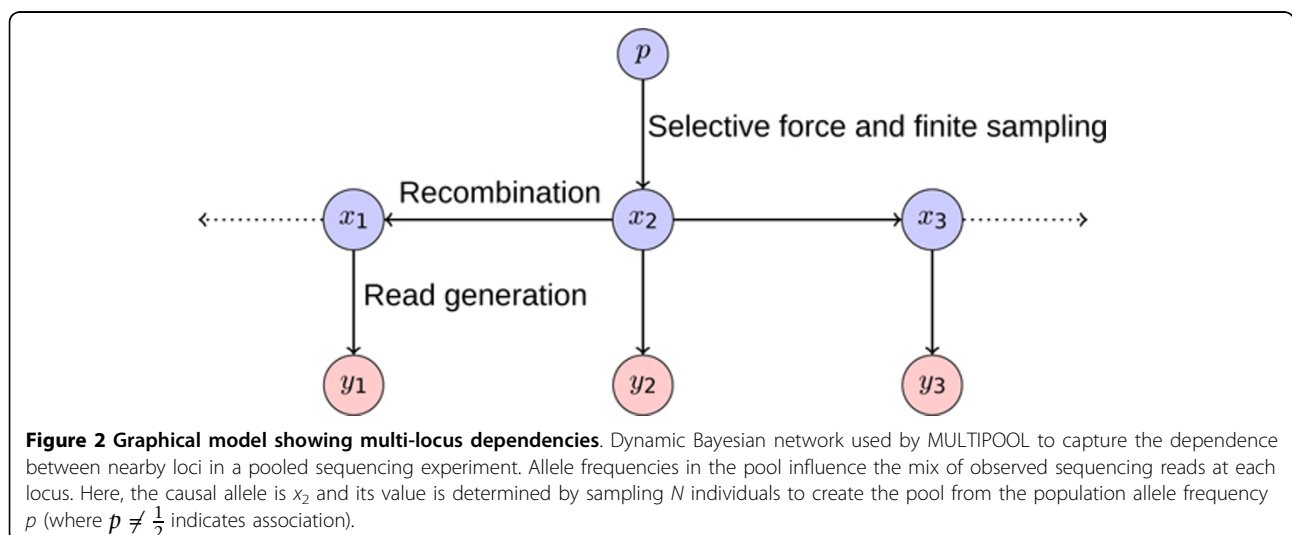 p
Selective force and finite sampling
Recombination
x1 x2 x3
Read generation
y1 y2 y3
Figure 2 Graphical model showing multi-locus dependencies. Dynamic Bayesian network used by MULTIPOOL to capture the dependence
between nearby loci in a pooled sequencing experiment. Allele frequencies in the pool influence the mix of observed sequencing reads at each
locus. Here, the causal allele is x2 and its value is determined by sampling N individuals to create the pool from the population allele frequency
p (where p ≠ 1/2 indicates association).